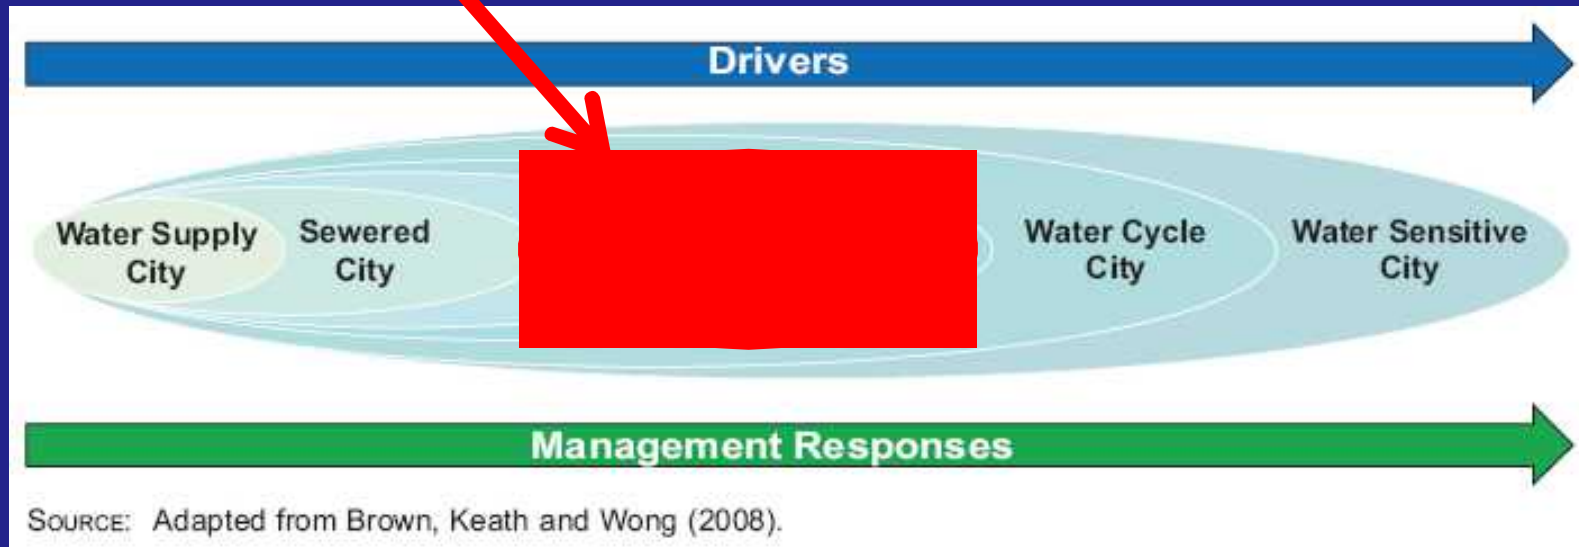 Drivers
Water Supply
City
Sewered
City
Water Cycle
City
Water Sensitive
City
Management Responses
SOURCE: Adapted from Brown, Keath and Wong (2008).